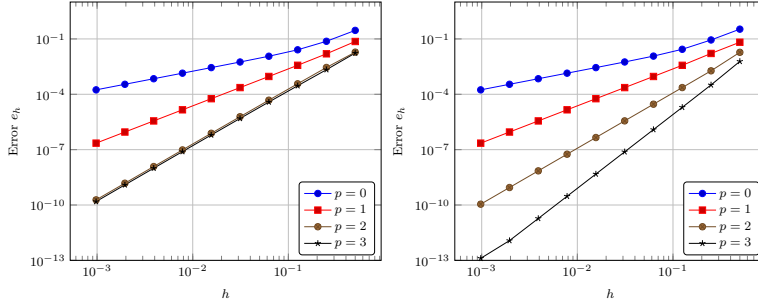 10⁻¹
10⁻⁴
10⁻⁷
10⁻¹⁰
10⁻¹³
Error eₕ
10⁻³
10⁻²
10⁻¹
h
p = 0
p = 1
p = 2
p = 3
10⁻¹
10⁻⁴
10⁻⁷
10⁻¹⁰
10⁻¹³
Error eₕ
10⁻³
10⁻²
10⁻¹
h
p = 0
p = 1
p = 2
p = 3